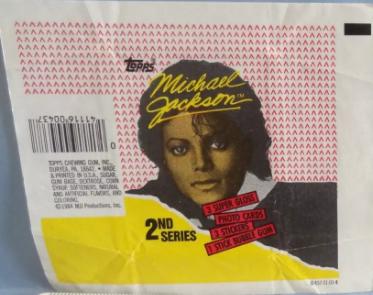 TOPPS
Michael
Jackson™
TOPPS CHEWING GUM, INC.,
DURYEA, PA. 18642. • MADE
& PRINTED IN U.S.A., SUGAR,
GUM BASE, DEXTROSE, CORN
SYRUP, SOFTENERS, NATURAL
AND ARTIFICIAL FLAVORS, AND
COLORING.
© 1984 MJJ Productions, Inc.
2ND
SERIES
3 SUPER GLOSS
PHOTO CARDS
3 STICKERS
1 STICK BUBBLE GUM